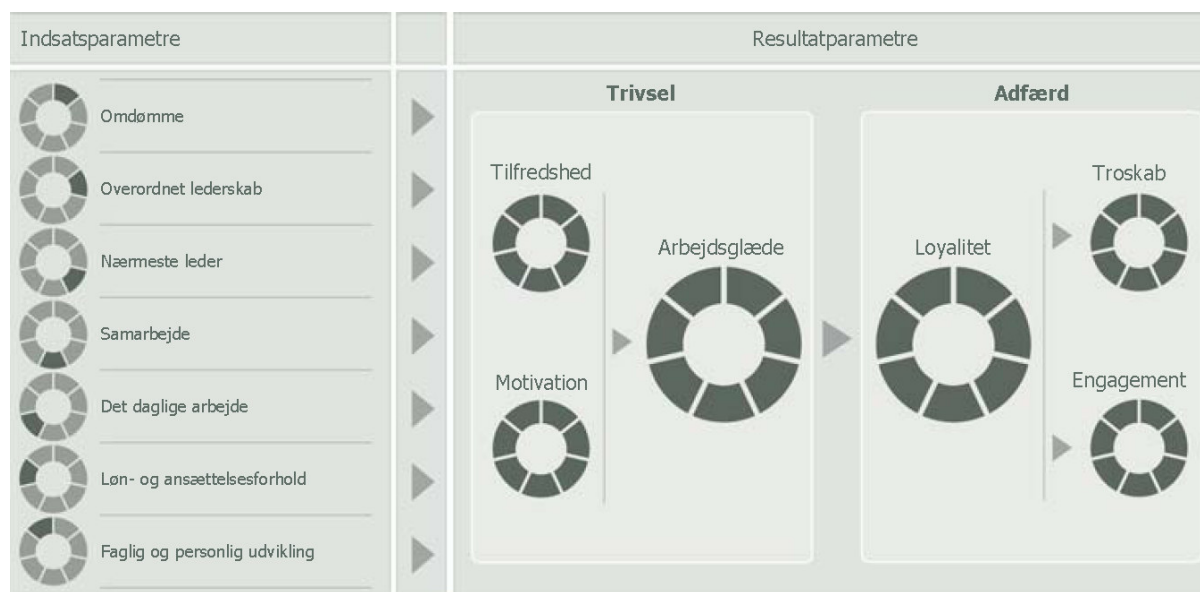 Indsatsparametre
Resultatparametre
Omdømme
Overordnet lederskab
Nærmeste leder
Samarbejde
Det daglige arbejde
Løn- og ansættelsesforhold
Faglig og personlig udvikling
Trivsel
Tilfredshed
Arbejdsglæde
Motivation
Adfærd
Troskab
Loyalitet
Engagement